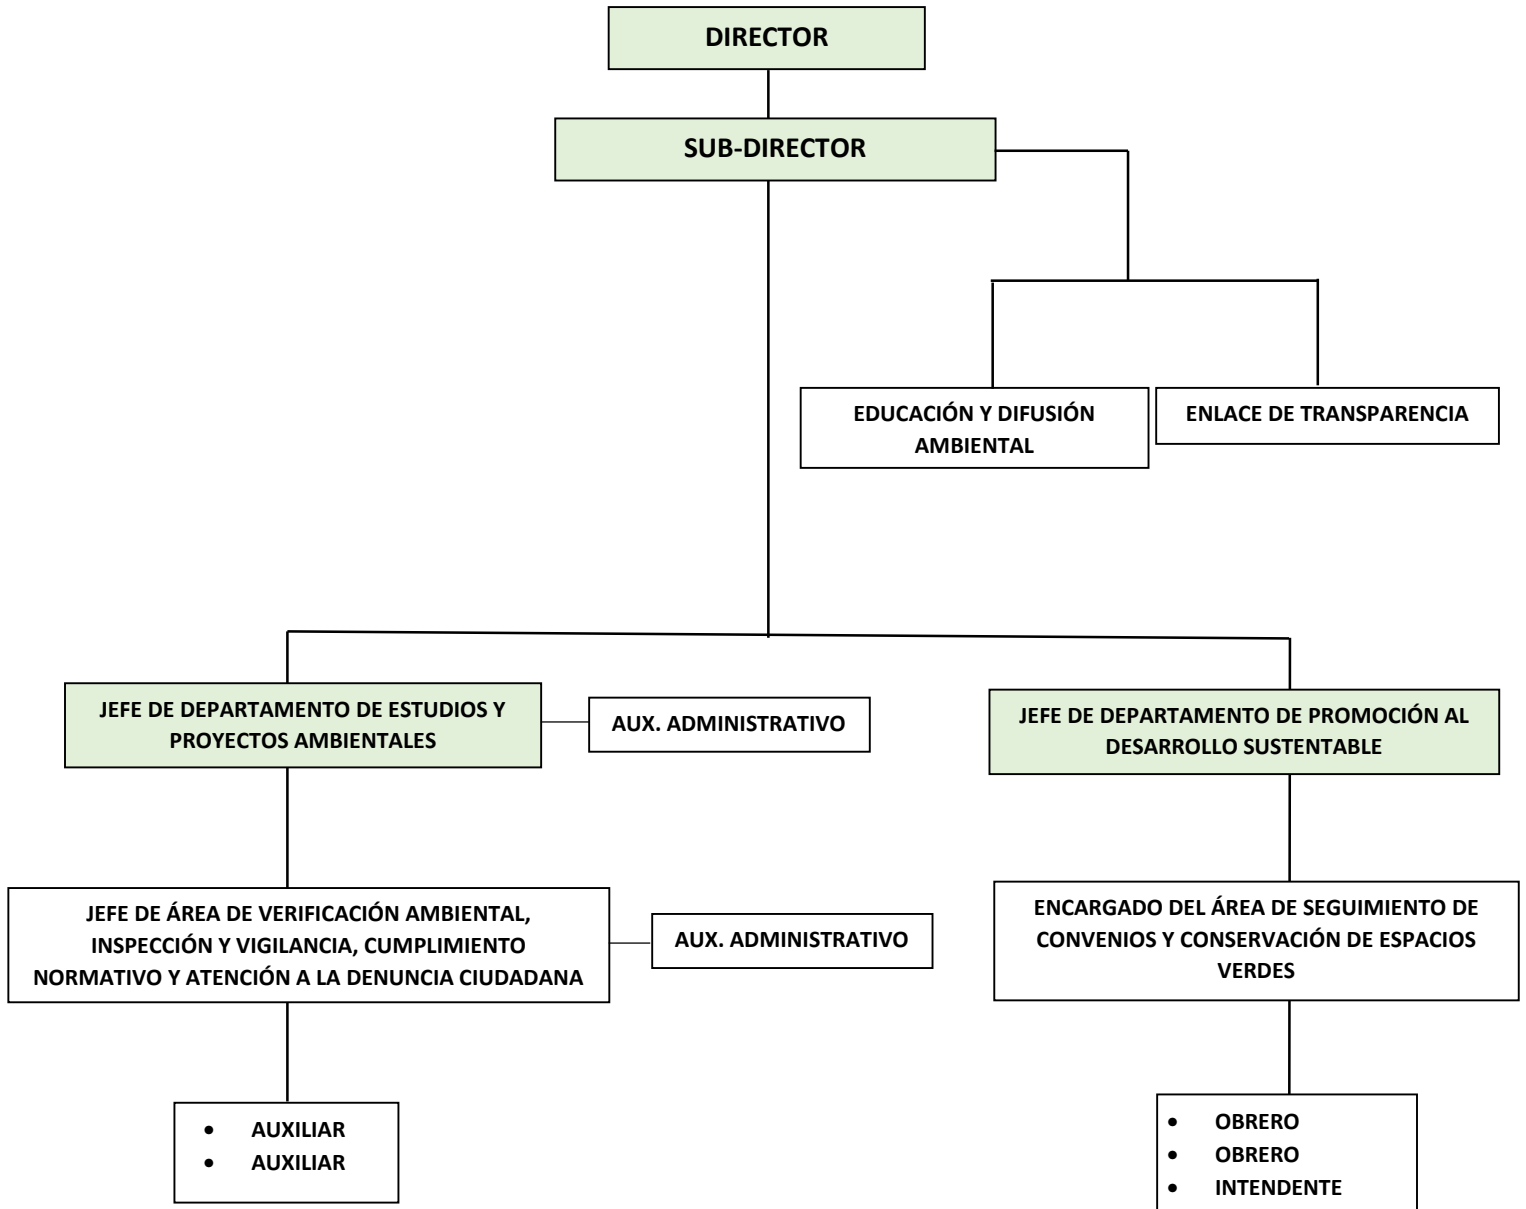 DIRECTOR
SUB-DIRECTOR
EDUCACIÓN Y DIFUSIÓN
AMBIENTAL
ENLACE DE TRANSPARENCIA
JEFE DE DEPARTAMENTO DE ESTUDIOS Y
PROYECTOS AMBIENTALES
AUX. ADMINISTRATIVO
JEFE DE DEPARTAMENTO DE PROMOCIÓN AL
DESARROLLO SUSTENTABLE
JEFE DE ÁREA DE VERIFICACIÓN AMBIENTAL,
INSPECCIÓN Y VIGILANCIA, CUMPLIMIENTO
NORMATIVO Y ATENCIÓN A LA DENUNCIA CIUDADANA
AUX. ADMINISTRATIVO
ENCARGADO DEL ÁREA DE SEGUIMIENTO DE
CONVENIOS Y CONSERVACIÓN DE ESPACIOS
VERDES
• AUXILIAR
• AUXILIAR
• OBRERO
• OBRERO
• INTENDENTE